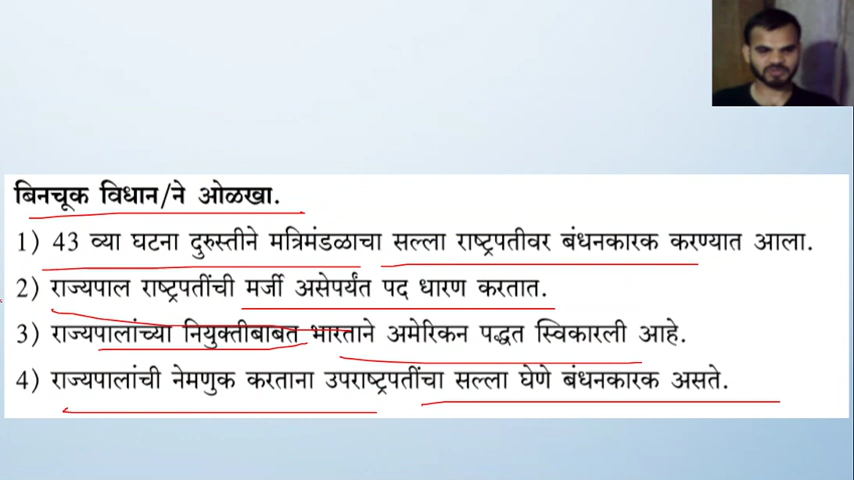 बिनचूक विधान/ने ओळखा.
1) 43 व्या घटना दुरुस्तीने मत्रिमंडळाचा सल्ला राष्ट्रपतीवर बंधनकारक करण्यात आला.
2) राज्यपाल राष्ट्रपतींची मर्जी असेपर्यंत पद धारण करतात.
3) राज्यपालांच्या नियुक्तीबाबत भारताने अमेरिकन पद्धत स्विकारली आहे.
4) राज्यपालांची नेमणुक करताना उपराष्ट्रपतींचा सल्ला घेणे बंधनकारक असते.